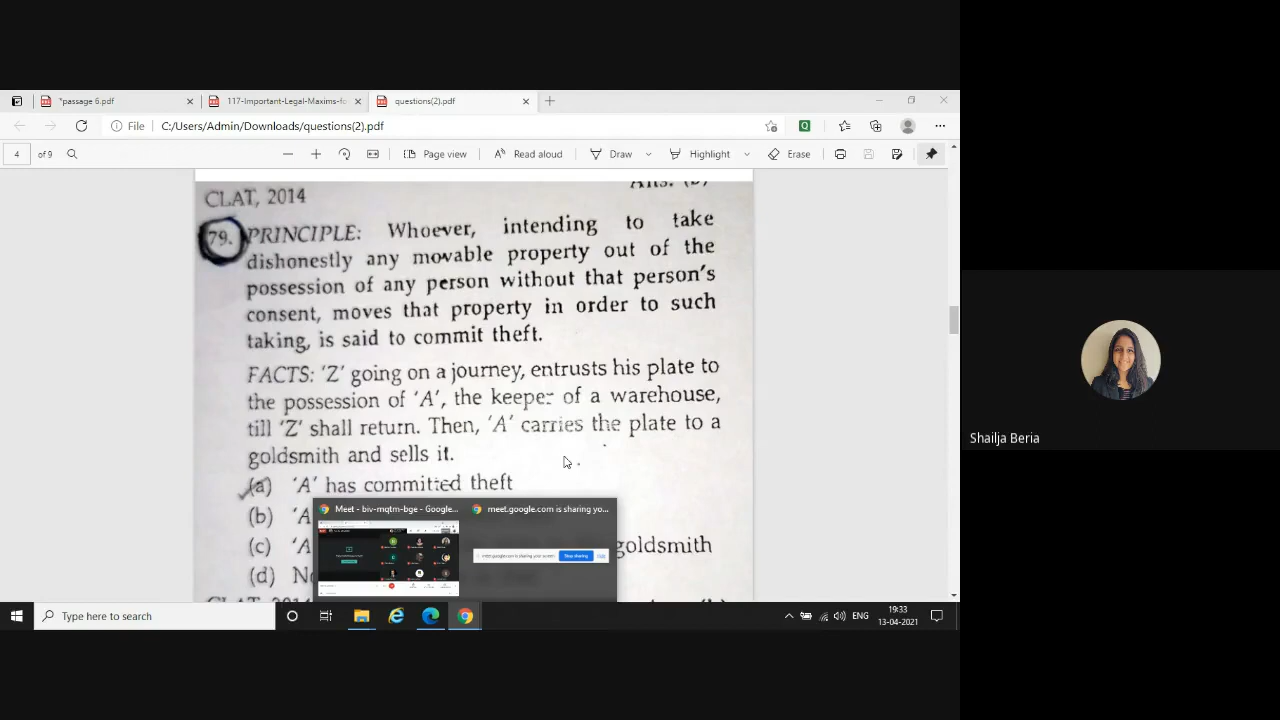 *passage 6.pdf
117-Important-Legal-Maxims-fo
questions(2).pdf
File C:/Users/Admin/Downloads/questions(2).pdf
4 of 9 Page view Read aloud Draw Highlight Erase
CLAT, 2014
79. PRINCIPLE: Whoever, intending to take
dishonestly any movable property out of the
possession of any person without that person's
consent, moves that property in order to such
taking, is said to commit theft.
FACTS: 'Z' going on a journey, entrusts his plate to
the possession of 'A', the keeper of a warehouse,
till 'Z' shall return. Then, 'A' carries the plate to a
goldsmith and sells it.
(a) 'A' has committed theft
(b) 'A
(c) 'A goldsmith
(d)
Meet - biv-mqtm-bge - Google...
meet.google.com is sharing yo...
Stop sharing
Shailja Beria
Type here to search
ENG
19:33
13-04-2021